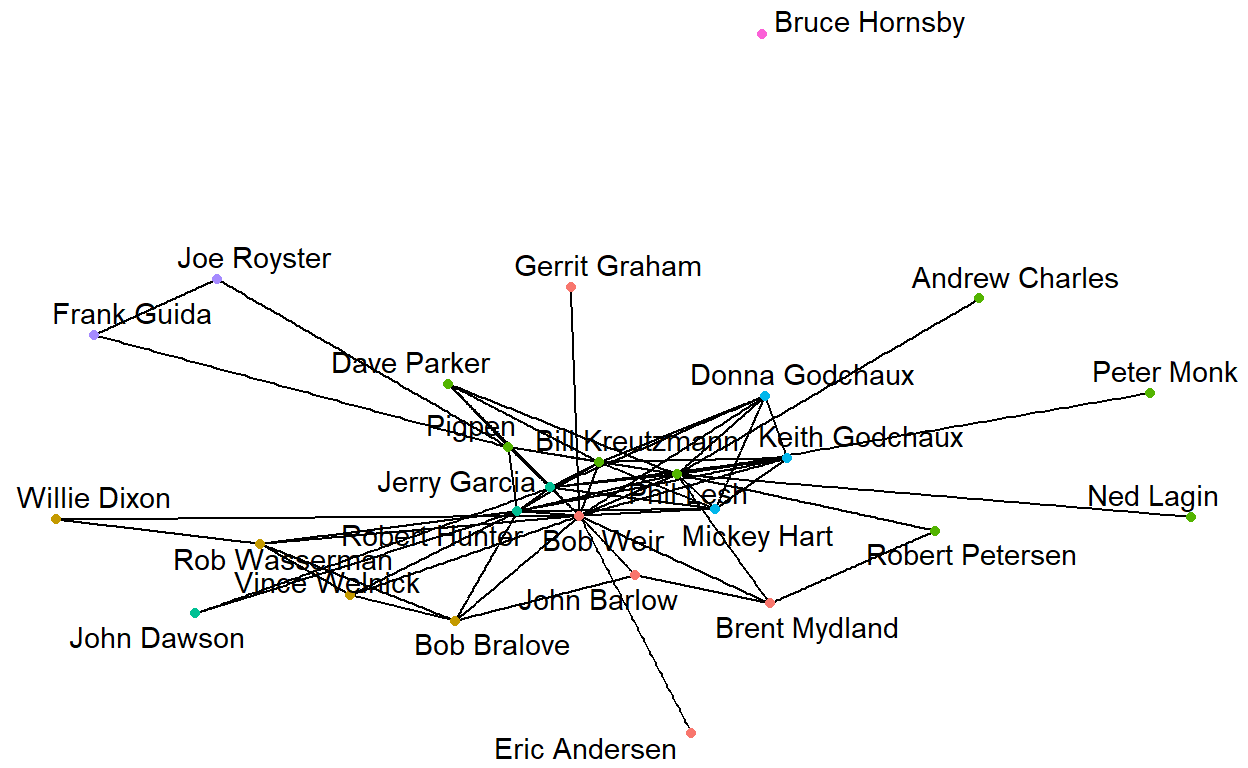 Bruce Hornsby
Joe Royster
Gerrit Graham
Andrew Charles
Frank Guida
Dave Parker
Donna Godchaux
Peter Monk
Pigpen
Bill Kreutzmann
Keith Godchaux
Jerry Garcia
Phil Lesh
Willie Dixon
Ned Lagin
Robert Hunter
Bob Weir
Mickey Hart
Rob Wasserman
Robert Petersen
Vince Welnick
John Barlow
John Dawson
Bob Bralove
Brent Mydland
Eric Andersen